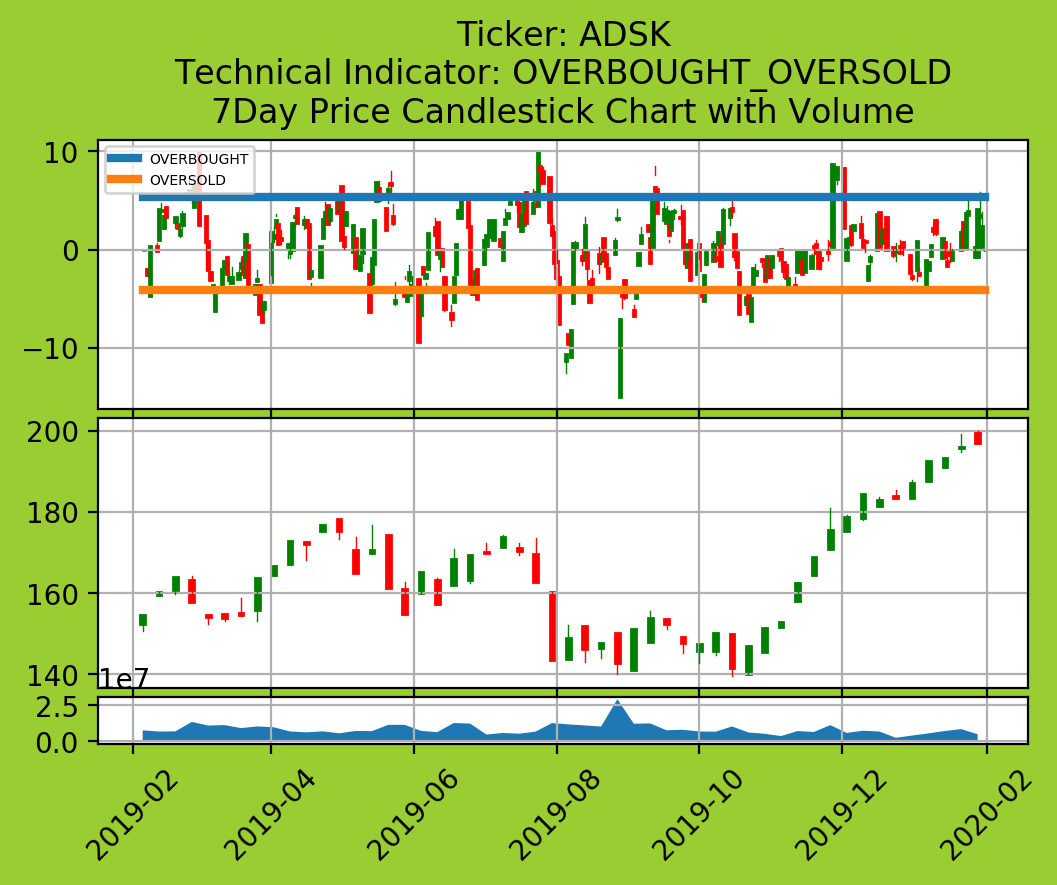 Ticker: ADSK
Technical Indicator: OVERBOUGHT_OVERSOLD
7Day Price Candlestick Chart with Volume
10
0
−10
OVERBOUGHT
OVERSOLD
200
180
160
140
1e7
2.5
0.0
2019-02
2019-04
2019-06
2019-08
2019-10
2019-12
2020-02